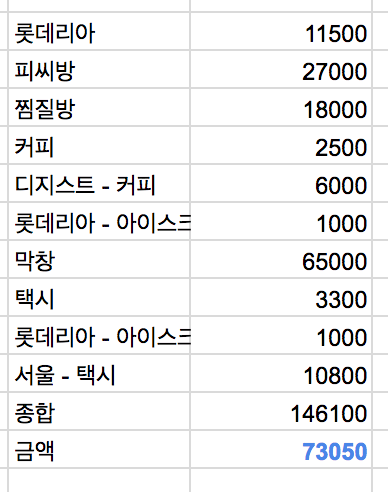 롯데리아 11500
피씨방 27000
찜질방 18000
커피 2500
디지스트 - 커피 6000
롯데리아 - 아이스크 1000
막창 65000
택시 3300
롯데리아 - 아이스크 1000
서울 - 택시 10800
종합 146100
금액 73050